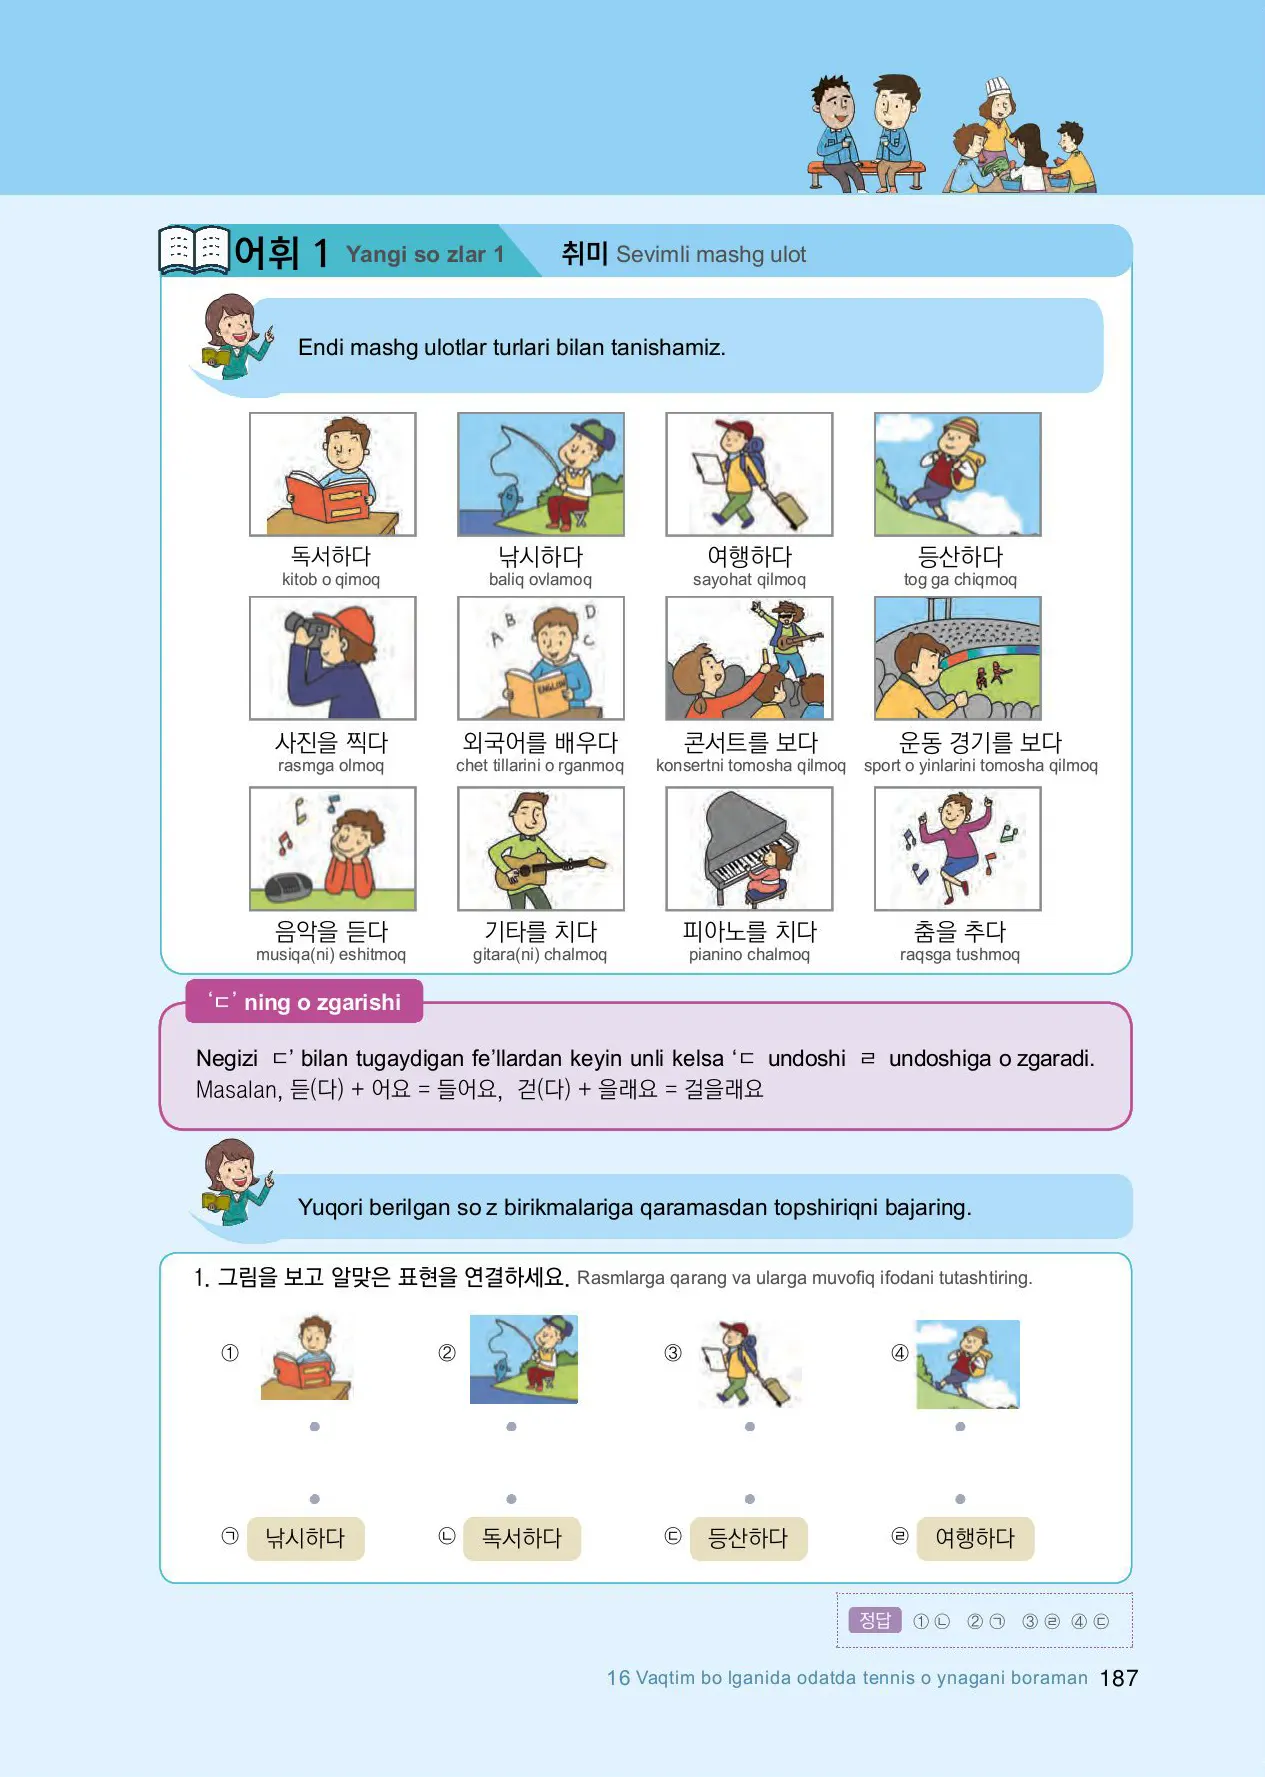 어휘 1 Yangi so zlar 1 취미 Sevimli mashg ulot
Endi mashg ulotlar turlari bilan tanishamiz.
독서하다 낚시하다 여행하다 등산하다
kitob o qimoq baliq ovlamoq sayohat qilmoq tog ga chiqmoq
A B D C
ENGLISH
사진을 찍다 외국어를 배우다 콘서트를 보다 운동 경기를 보다
rasmga olmoq chet tillarini o rganmoq konsertni tomosha qilmoq sport o yinlarini tomosha qilmoq
음악을 듣다 기타를 치다 피아노를 치다 춤을 추다
musiqa(ni) eshitmoq gitara(ni) chalmoq pianino chalmoq raqsga tushmoq
‘ㄷ’ ning o zgarishi
Negizi ㄷ’ bilan tugaydigan fe’llardan keyin unli kelsa ‘ㄷ undoshi ㄹ undoshiga o zgaradi.
Masalan, 듣(다) + 어요 = 들어요, 걷(다) + 을래요 = 걸을래요
Yuqori berilgan so z birikmalariga qaramasdan topshiriqni bajaring.
1. 그림을 보고 알맞은 표현을 연결하세요. Rasmlarga qarang va ularga muvofiq ifodani tutashtiring.
① ② ③ ④
㉠ 낚시하다 ㉡ 독서하다 ㉢ 등산하다 ㉣ 여행하다
정답 ① ㉡ ② ㉠ ③ ㉣ ④ ㉢
16 Vaqtim bo lganida odatda tennis o ynagani boraman 187